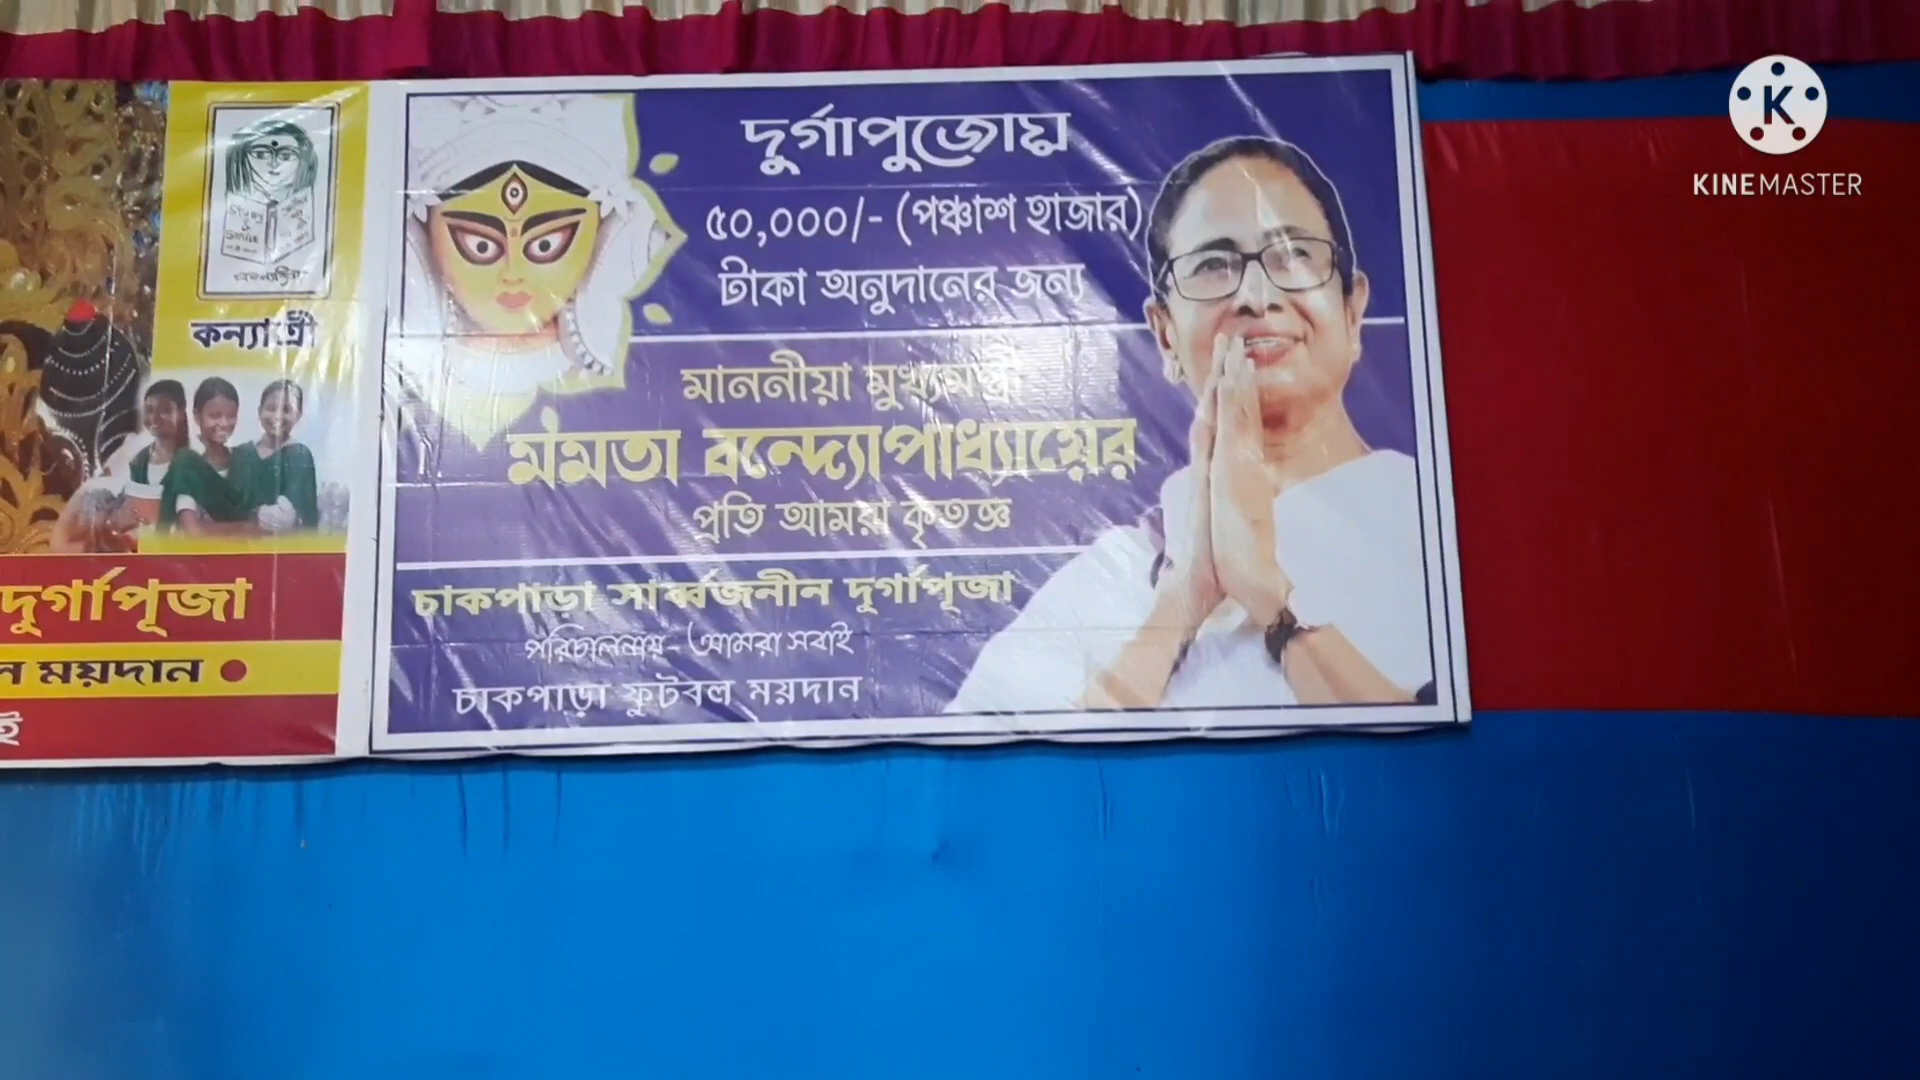 দুর্গাপুজোয়
৫০,০০০/- (পঞ্চাশ হাজার)
টাকা অনুদানের জন্য
মাননীয়া মুখ্যমন্ত্রী
মমতা বন্দ্যোপাধ্যায়ের
প্রতি আমরা কৃতজ্ঞ
চাকপাড়া সার্ব্বজনীন দুর্গাপূজা
পরিচালনায়- আমরা সবাই
চাকপাড়া ফুটবল ময়দান
কন্যাশ্রী
দুর্গাপূজা
ময়দান
KINEMASTER